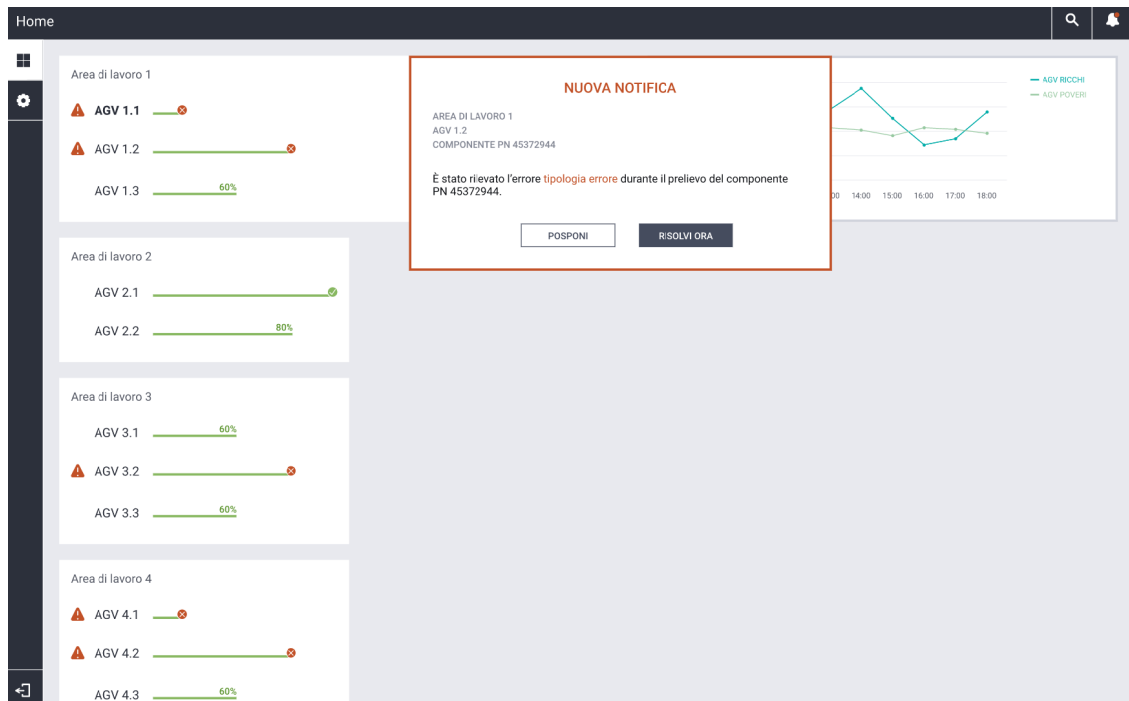 Home
Area di lavoro 1
AGV 1.1
AGV 1.2
AGV 1.3 60%
NUOVA NOTIFICA
AREA DI LAVORO 1
AGV 1.2
COMPONENTE PN 45372944
È stato rilevato l'errore tipologia errore durante il prelievo del componente
PN 45372944.
POSPONI RISOLVI ORA
AGV RICCHI
AGV POVERI
14:00 15:00 16:00 17:00 18:00
Area di lavoro 2
AGV 2.1
AGV 2.2 80%
Area di lavoro 3
AGV 3.1 60%
AGV 3.2
AGV 3.3 60%
Area di lavoro 4
AGV 4.1
AGV 4.2
AGV 4.3 60%